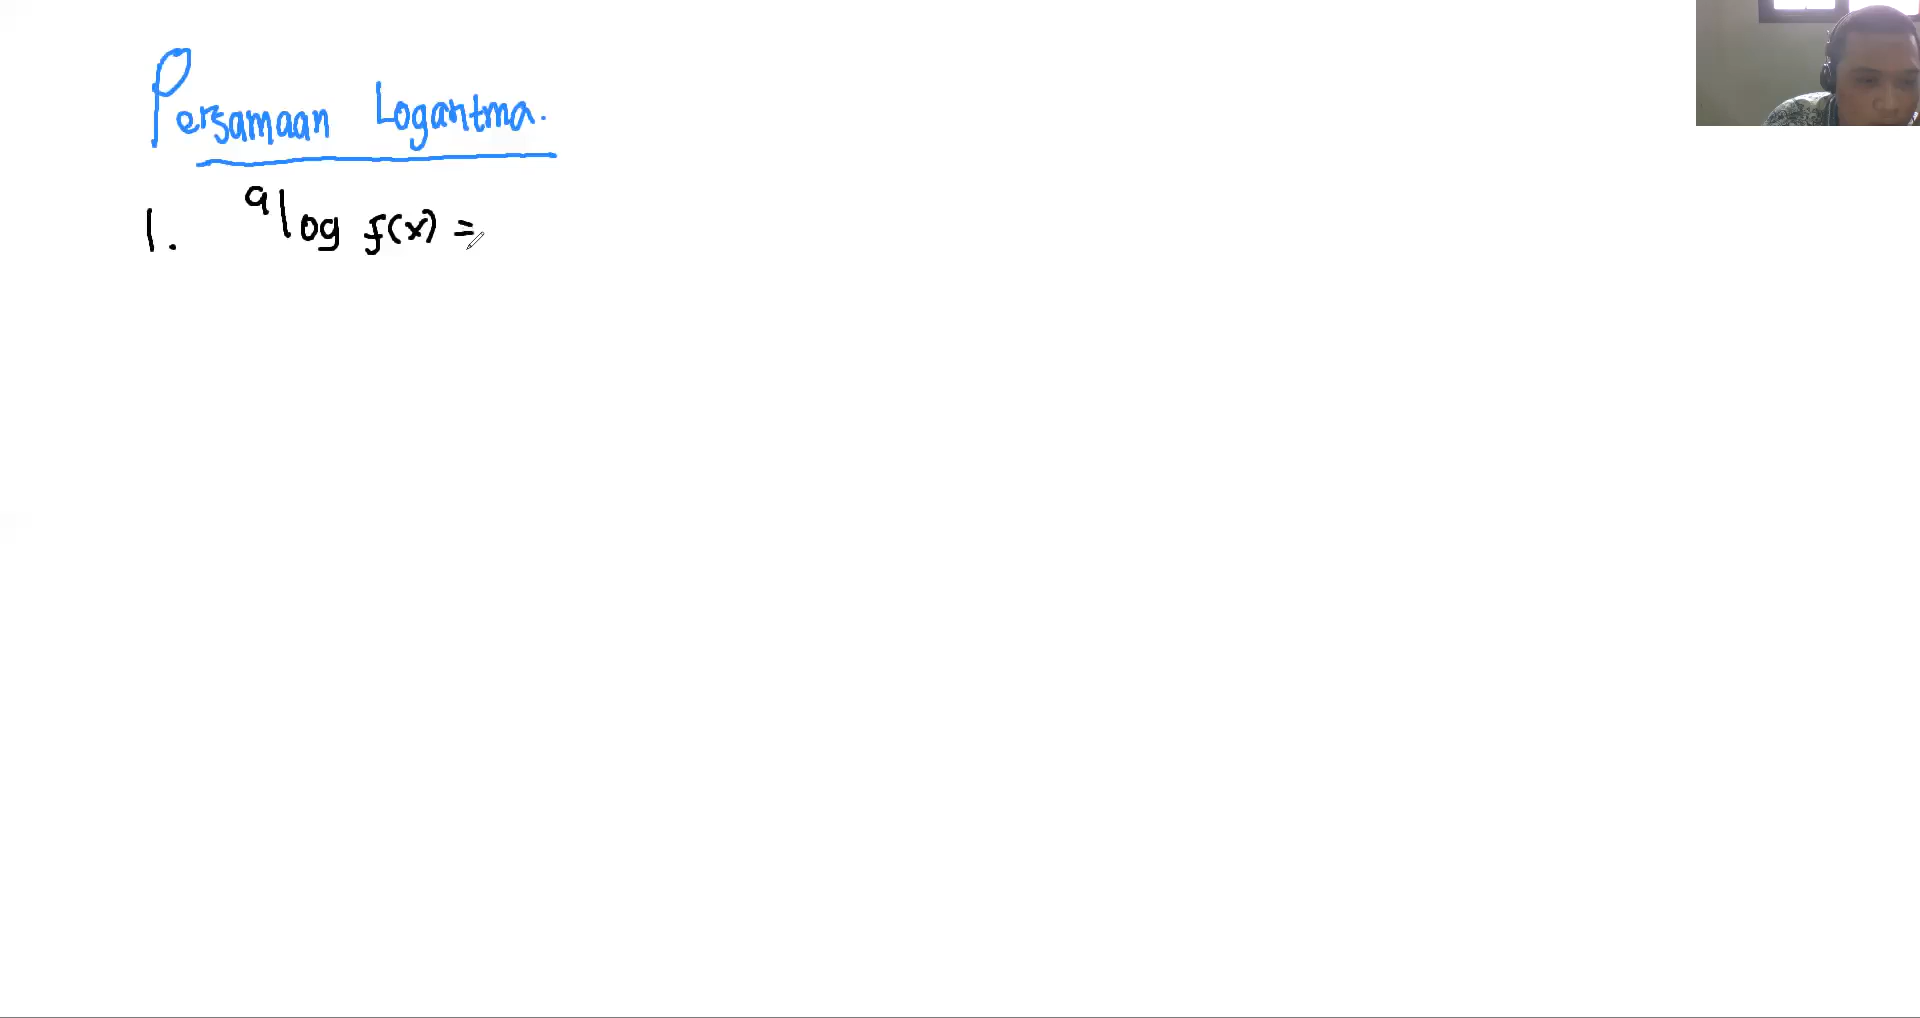 Persamaan Logaritma.
1. ᵃlog f(x) =